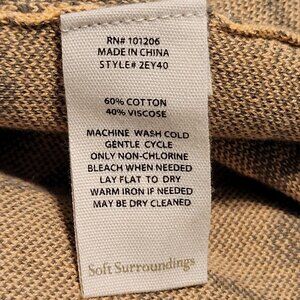 RN# 101206
MADE IN CHINA
STYLE# 2EY40
60% COTTON
40% VISCOSE
MACHINE WASH COLD
GENTLE CYCLE
ONLY NON-CHLORINE
BLEACH WHEN NEEDED
LAY FLAT TO DRY
WARM IRON IF NEEDED
MAY BE DRY CLEANED
Soft Surroundings